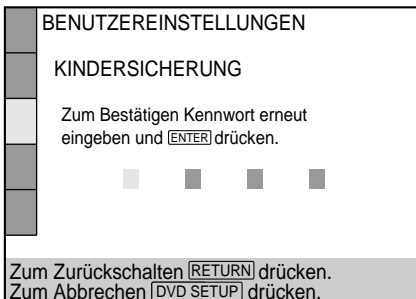 BENUTZEREINSTELLUNGEN
KINDERSICHERUNG
Zum Bestätigen Kennwort erneut
eingeben und ENTER drücken.
Zum Zurückschalten RETURN drücken.
Zum Abbrechen DVD SETUP drücken.